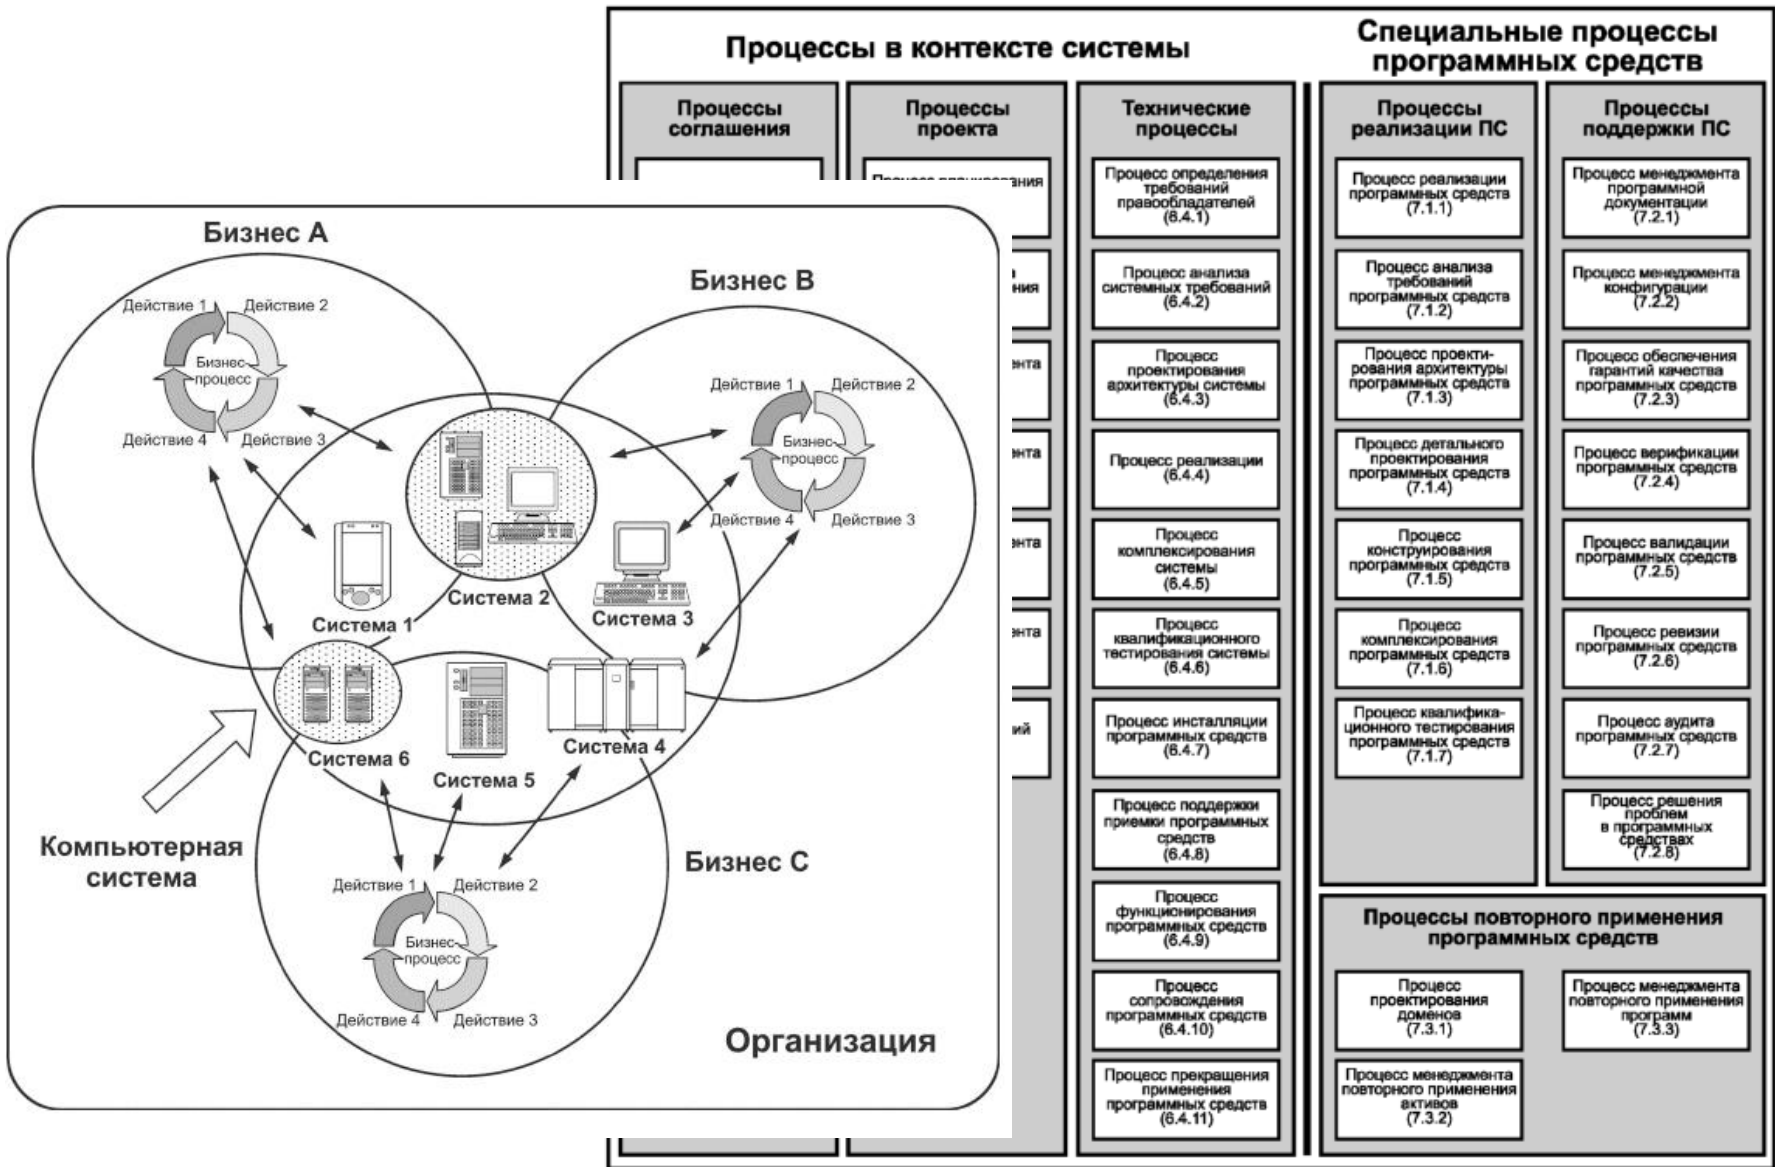 Процессы в контексте системы
Специальные процессы
программных средств
Процессы
соглашения
Процессы
проекта
ния
ния
ента
ента
ента
ента
ий
Технические
процессы
Процесс определения
требований
правообладателей
(6.4.1)
Процесс анализа
системных требований
(6.4.2)
Процесс
проектирования
архитектуры системы
(6.4.3)
Процесс реализации
(6.4.4)
Процесс
комплексирования
системы
(6.4.5)
Процесс
квалификационного
тестирования системы
(6.4.6)
Процесс инсталляции
программных средств
(6.4.7)
Процесс поддержки
приемки программных
средств
(6.4.8)
Процесс
функционирования
программных средств
(6.4.9)
Процесс
сопровождения
программных средств
(6.4.10)
Процесс прекращения
применения
программных средств
(6.4.11)
Процессы
реализации ПС
Процесс реализации
программных средств
(7.1.1)
Процесс анализа
требований
программных средств
(7.1.2)
Процесс проекти-
рования архитектуры
программных средств
(7.1.3)
Процесс детального
проектирования
программных средств
(7.1.4)
Процесс
конструирования
программных средств
(7.1.5)
Процесс
комплексирования
программных средств
(7.1.6)
Процесс квалифика-
ционного тестирования
программных средств
(7.1.7)
Процессы
поддержки ПС
Процесс менеджмента
программной
документации
(7.2.1)
Процесс менеджмента
конфигурации
(7.2.2)
Процесс обеспечения
гарантий качества
программных средств
(7.2.3)
Процесс верификации
программных средств
(7.2.4)
Процесс валидации
программных средств
(7.2.5)
Процесс ревизии
программных средств
(7.2.6)
Процесс аудита
программных средств
(7.2.7)
Процесс решения
проблем
в программных
средствах
(7.2.8)
Процессы повторного применения
программных средств
Процесс
проектирования
доменов
(7.3.1)
Процесс менеджмента
повторного применения
программ
(7.3.3)
Процесс менеджмента
повторного применения
активов
(7.3.2)
Бизнес А
Действие 1
Действие 2
Бизнес-
процесс
Действие 4
Действие 3
Бизнес В
Действие 1
Действие 2
Бизнес-
процесс
Действие 4
Действие 3
Система 1
Система 2
Система 3
Система 6
Система 5
Система 4
Компьютерная
система
Бизнес С
Действие 1
Действие 2
Бизнес-
процесс
Действие 4
Действие 3
Организация